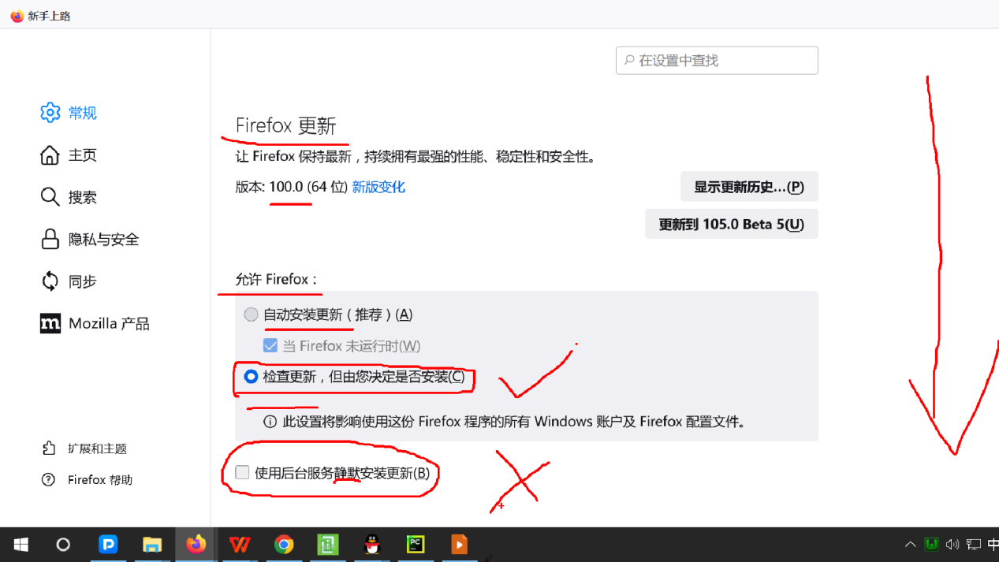 新手上路
在设置中查找
常规
主页
搜索
隐私与安全
同步
Mozilla 产品
扩展和主题
Firefox 帮助
Firefox 更新
让 Firefox 保持最新，持续拥有最强的性能、稳定性和安全性。
版本: 100.0 (64 位) 新版变化
显示更新历史…(P)
更新到 105.0 Beta 5(U)
允许 Firefox：
自动安装更新（推荐）(A)
当 Firefox 未运行时(W)
检查更新，但由您决定是否安装(C)
此设置将影响使用这份 Firefox 程序的所有 Windows 账户及 Firefox 配置文件。
使用后台服务静默安装更新(B)
PC
中